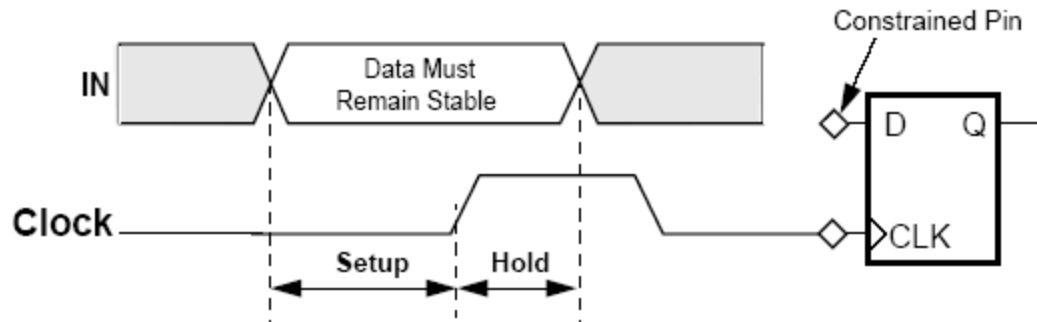 Constrained Pin
IN
Data Must
Remain Stable
D
Q
Clock
CLK
Setup
Hold